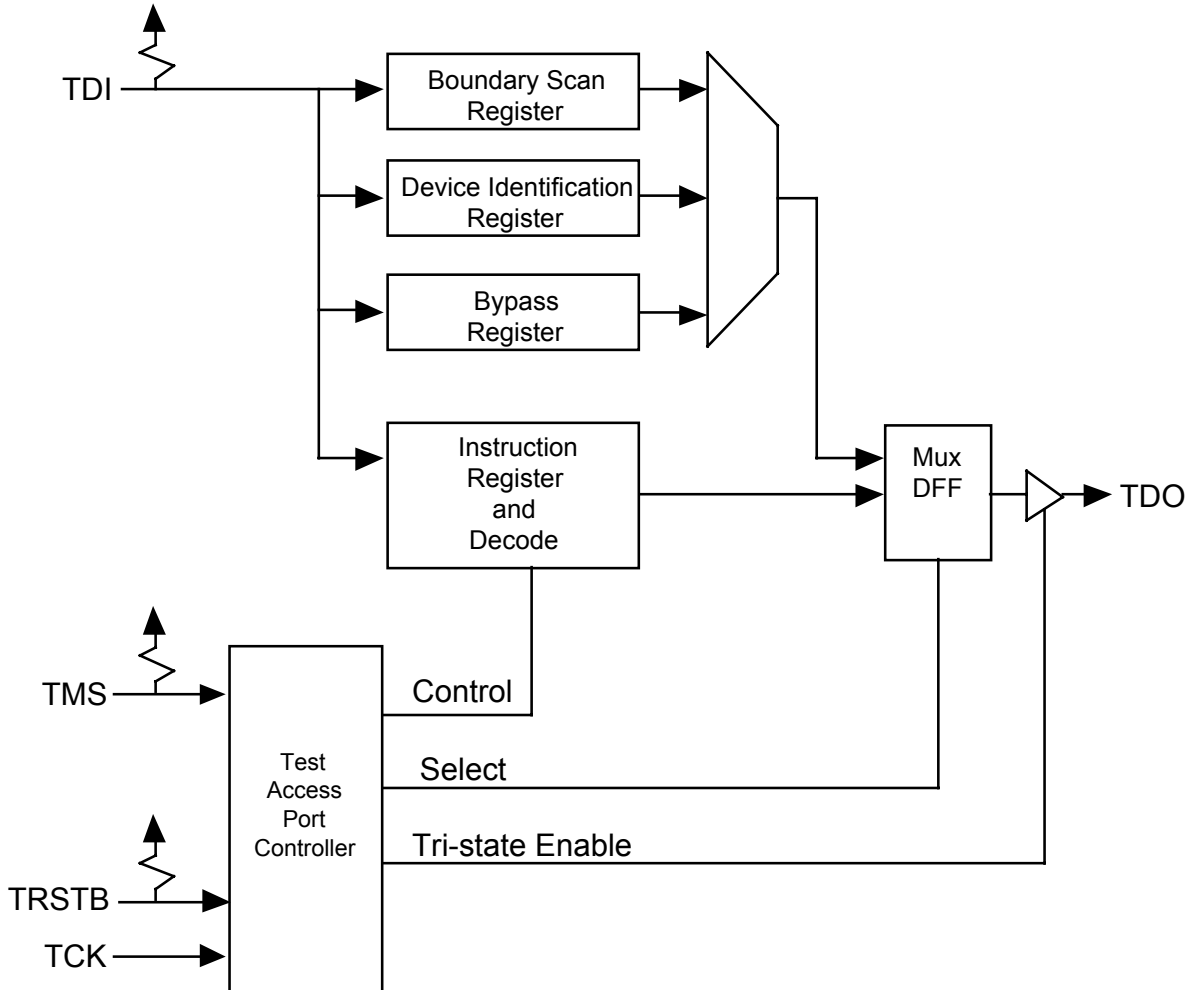 TDI
Boundary Scan
Register
Device Identification
Register
Bypass
Register
Instruction
Register
and
Decode
Mux
DFF
TDO
TMS
Control
Test
Access
Port
Controller
Select
Tri-state Enable
TRSTB
TCK